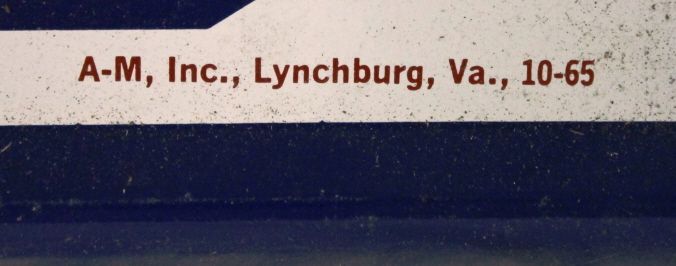 A-M, Inc., Lynchburg, Va., 10-65